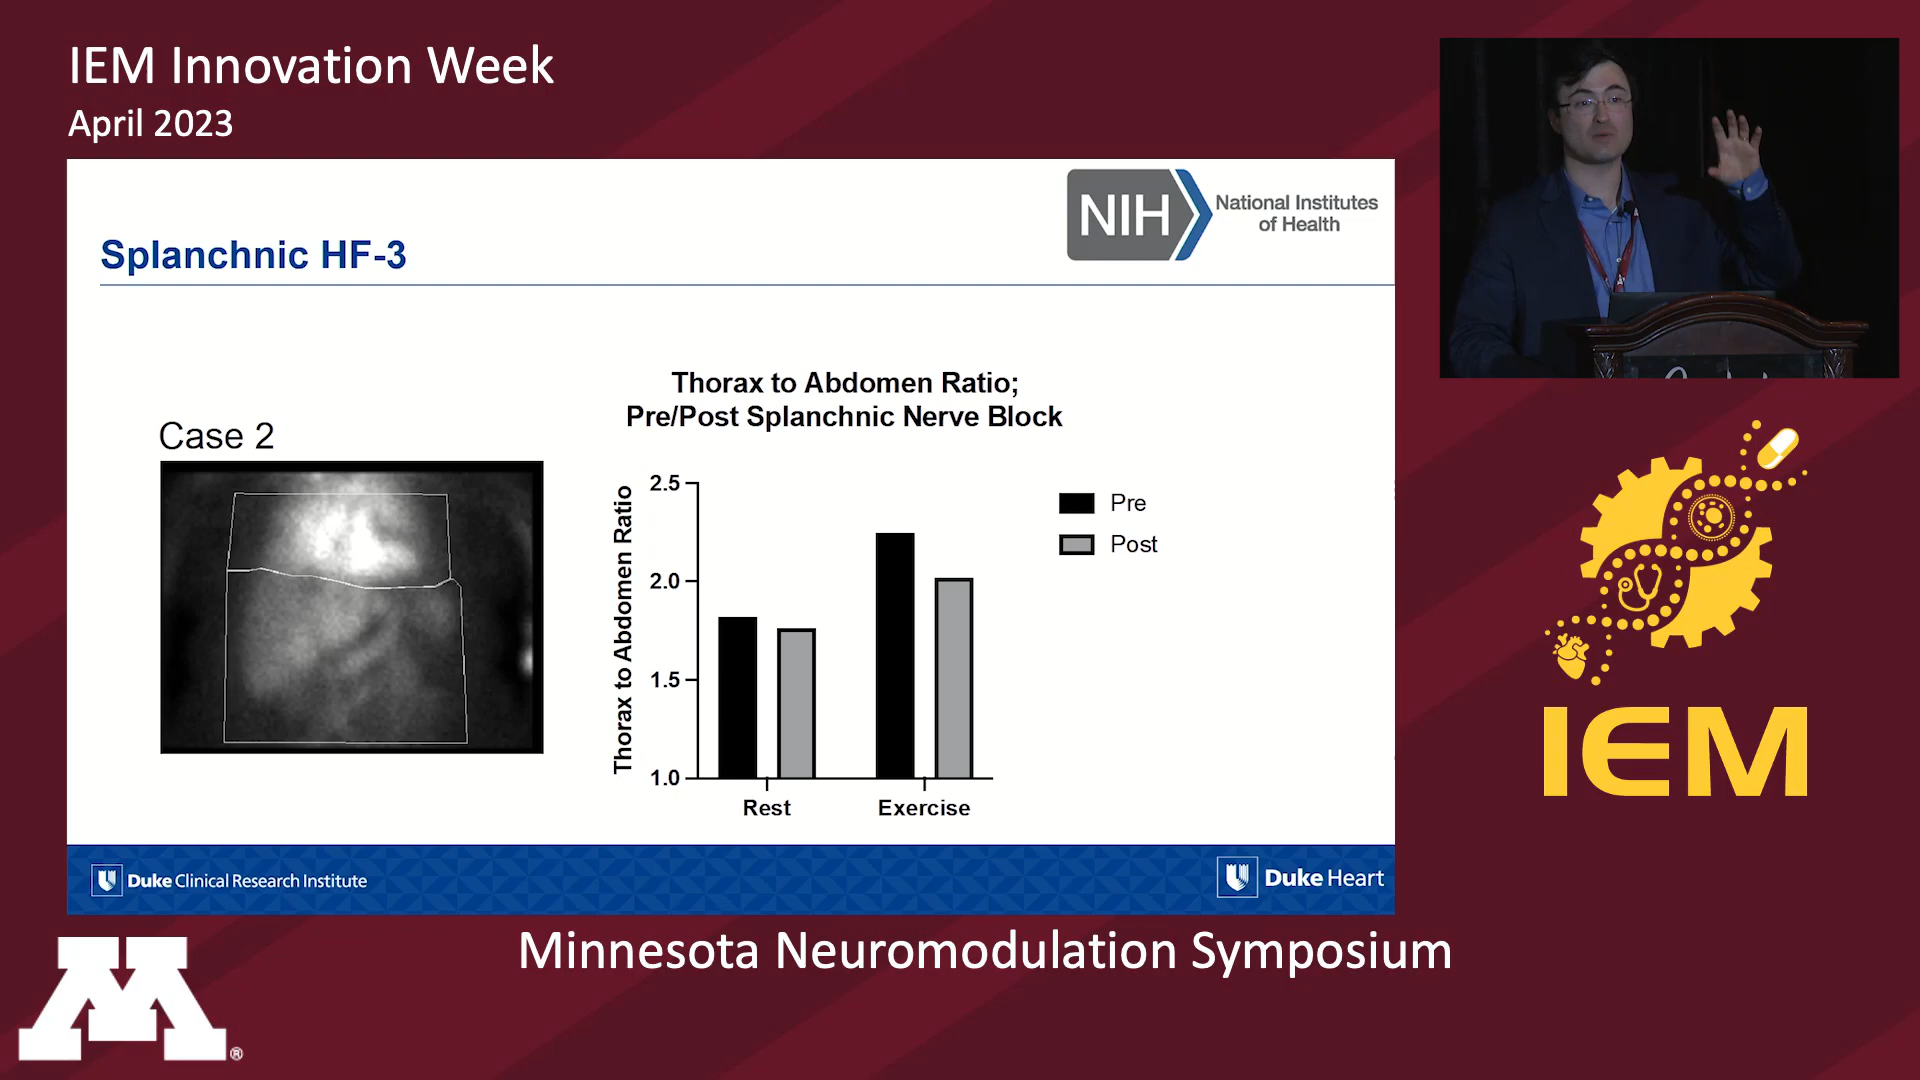 IEM Innovation Week
April 2023
NIH
National Institutes
of Health
Splanchnic HF-3
Case 2
Thorax to Abdomen Ratio;
Pre/Post Splanchnic Nerve Block
Thorax to Abdomen Ratio
2.5
2.0
1.5
1.0
Rest
Exercise
Pre
Post
Duke Clinical Research Institute
Duke Heart
IEM
Minnesota Neuromodulation Symposium
M
®